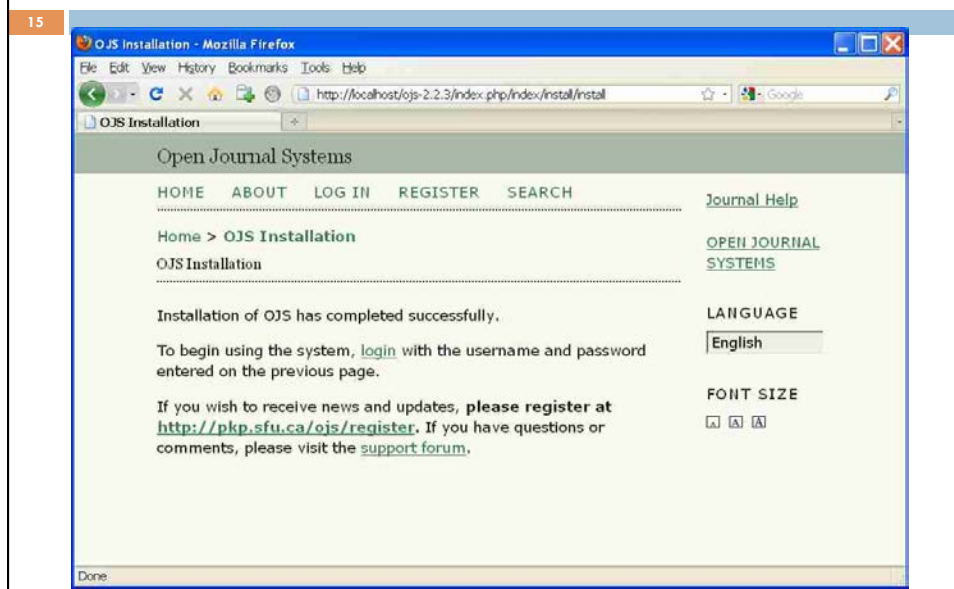 15
OJS Installation - Mozilla Firefox
File Edit View History Bookmarks Tools Help
http://localhost/ojs-2.2.3/index.php/index/install/install
Google
OJS Installation
Open Journal Systems
HOME ABOUT LOG IN REGISTER SEARCH
Home > OJS Installation
OJS Installation
Installation of OJS has completed successfully.
To begin using the system, login with the username and password
entered on the previous page.
If you wish to receive news and updates, please register at
http://pkp.sfu.ca/ojs/register. If you have questions or
comments, please visit the support forum.
Journal Help
OPEN JOURNAL
SYSTEMS
LANGUAGE
English
FONT SIZE
A A A
Done